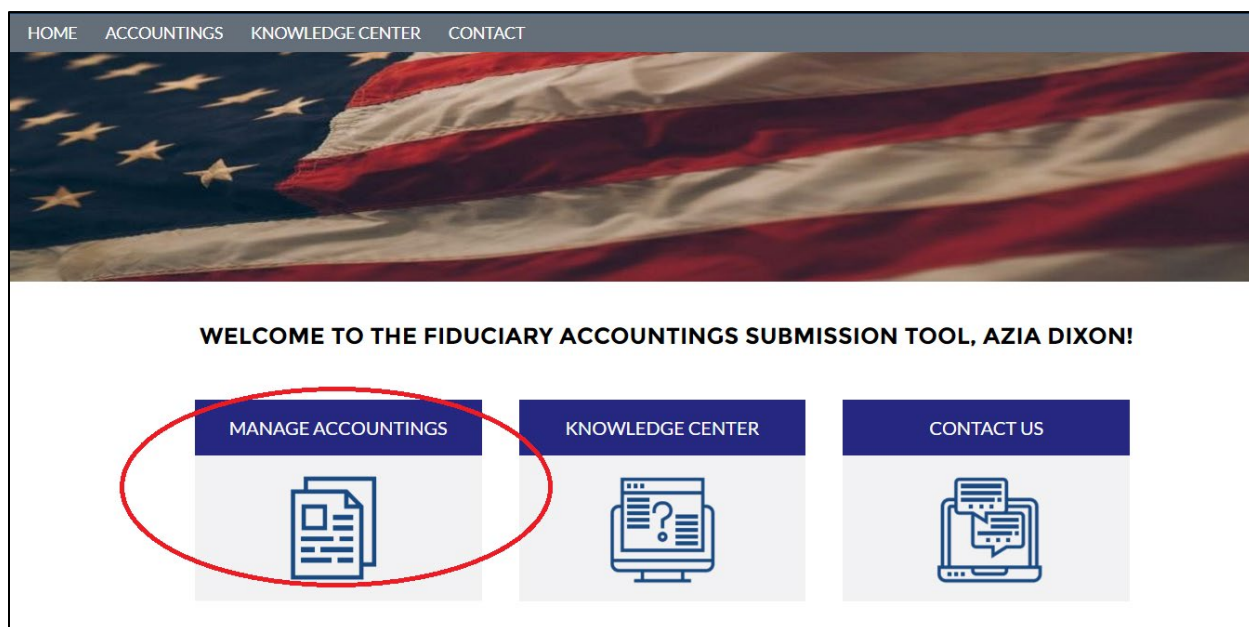 HOME ACCOUNTINGS KNOWLEDGE CENTER CONTACT
WELCOME TO THE FIDUCIARY ACCOUNTINGS SUBMISSION TOOL, AZIA DIXON!
MANAGE ACCOUNTINGS KNOWLEDGE CENTER CONTACT US
?